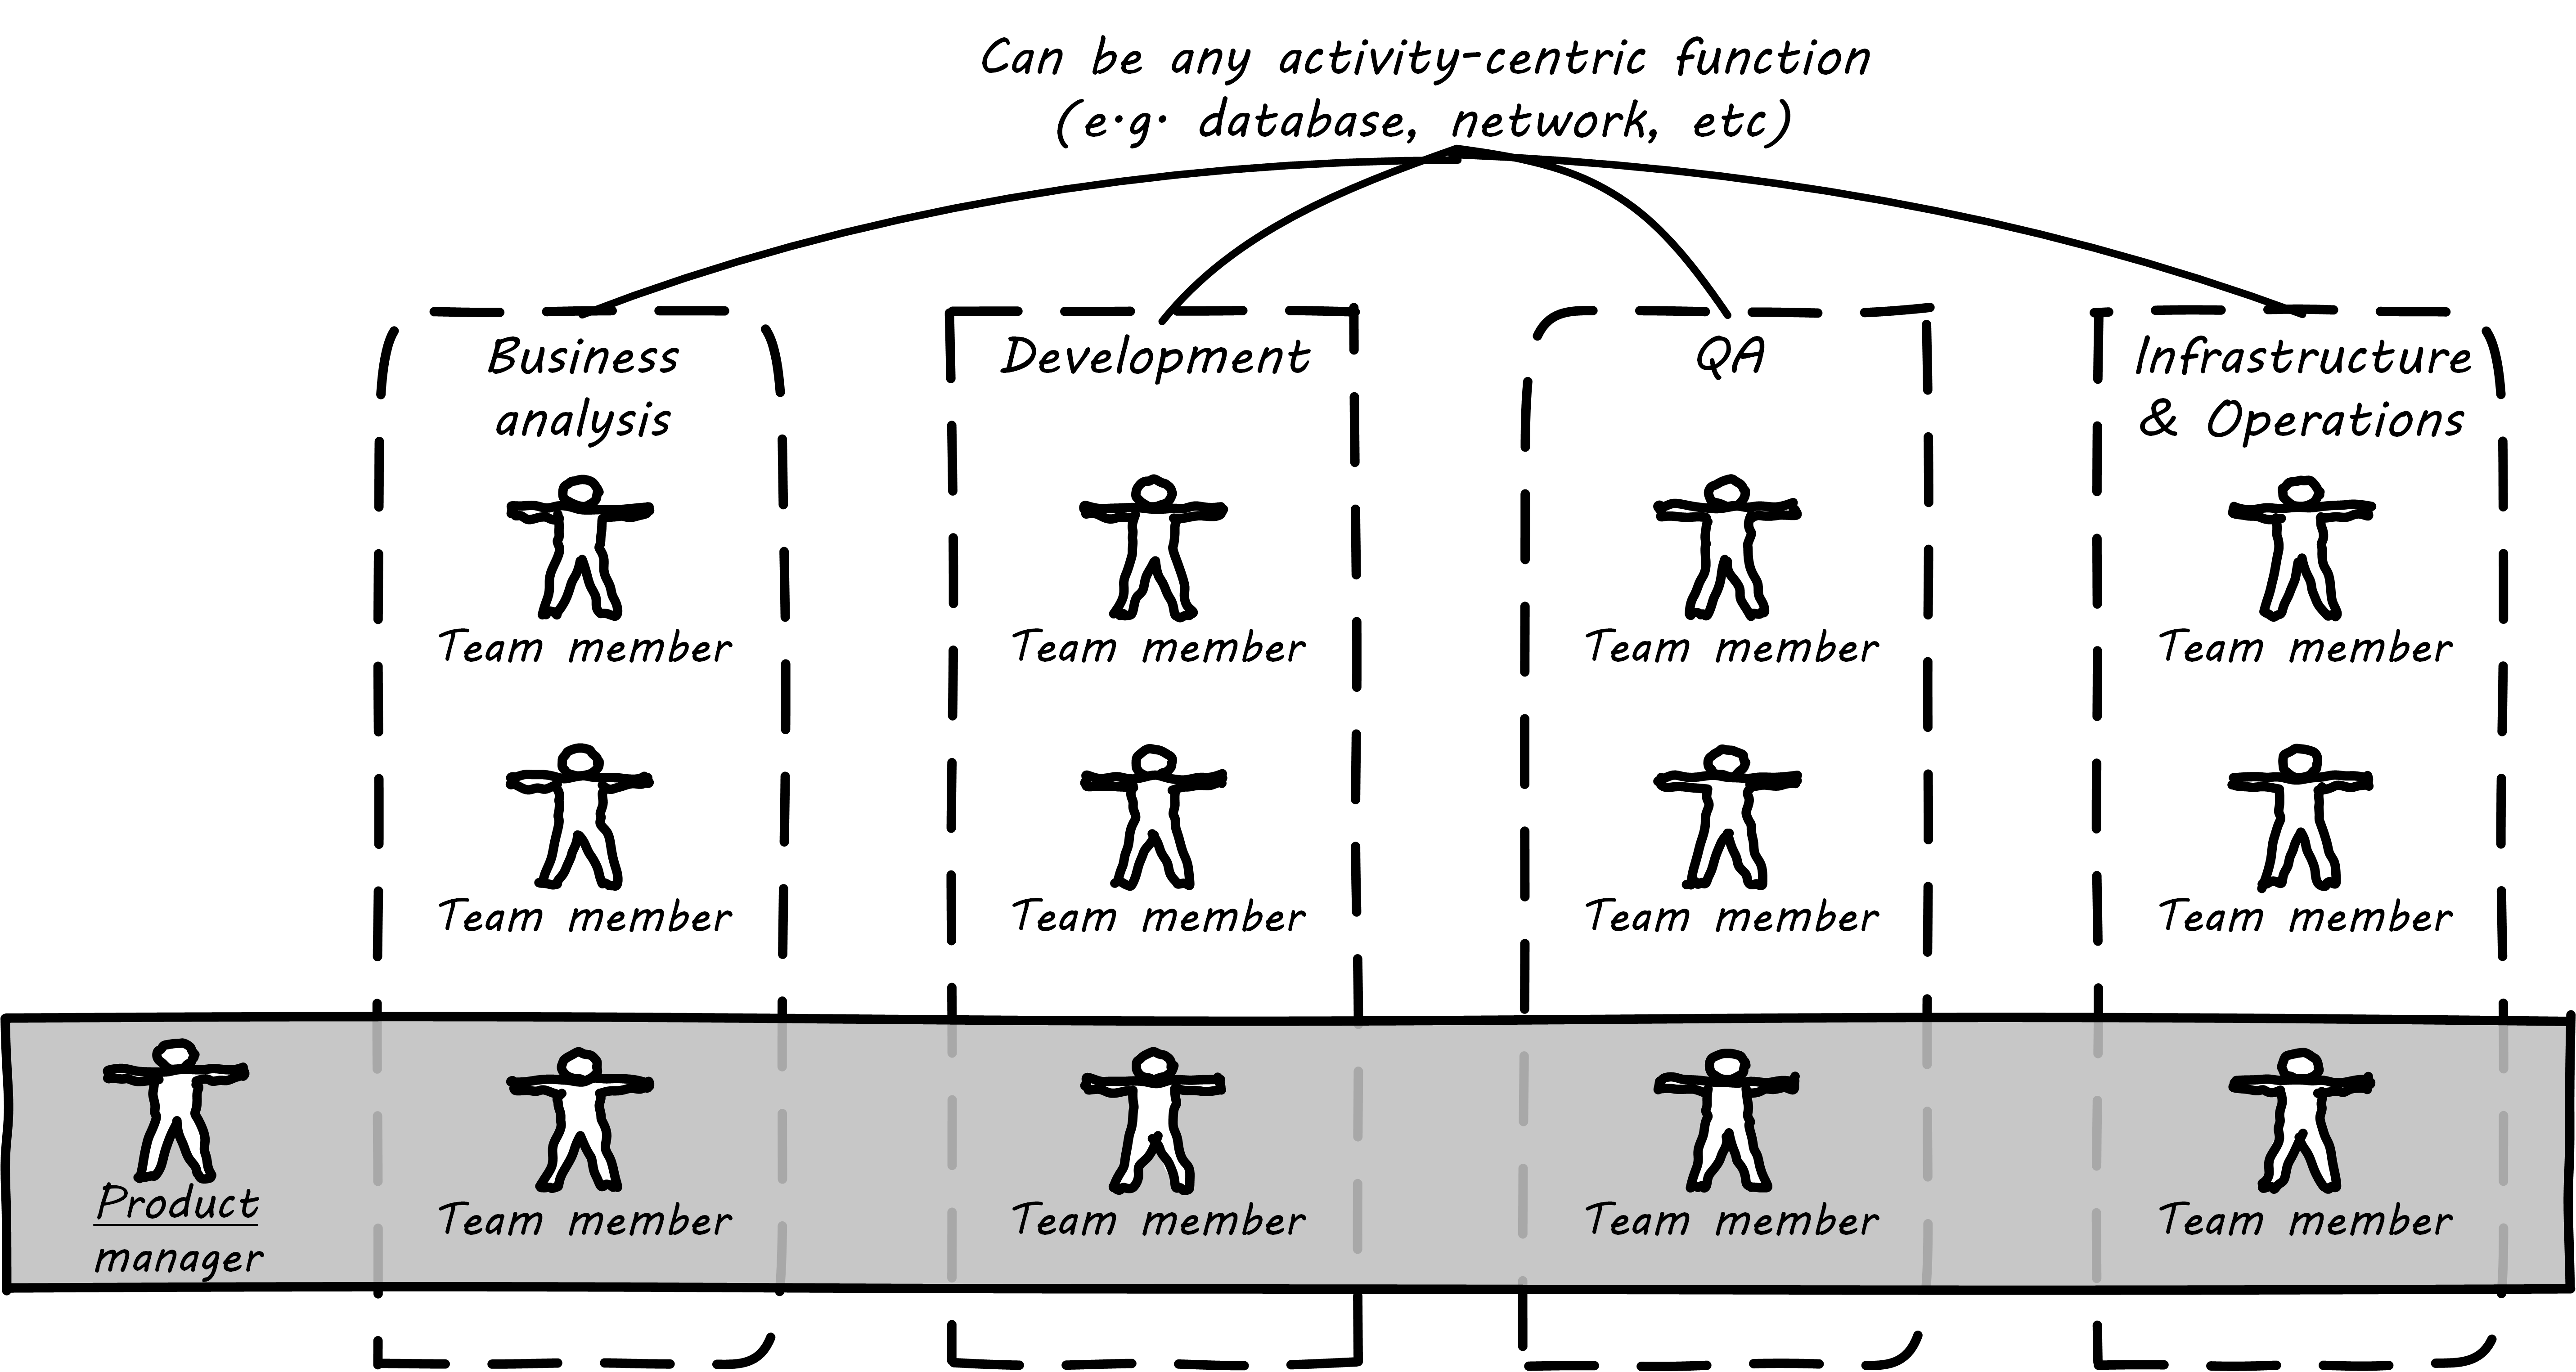 Can be any activity-centric function
(e.g. database, network, etc)
Business
analysis
Development
QA
Infrastructure
& Operations
Team member
Team member
Team member
Team member
Team member
Team member
Team member
Team member
Product
manager
Team member
Team member
Team member
Team member